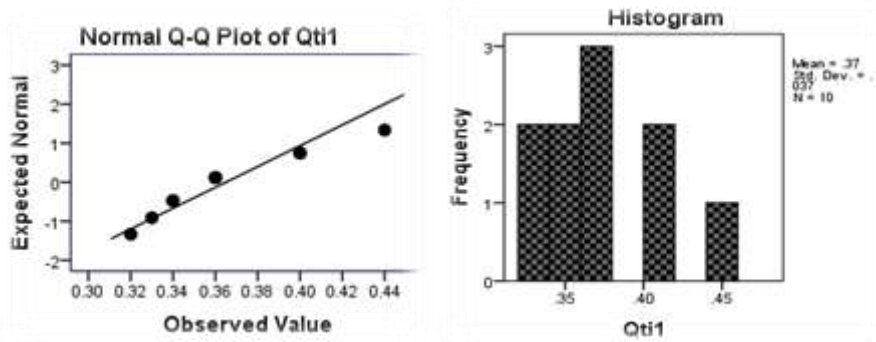 Normal Q-Q Plot of Qti1
Expected Normal
3
2
1
0
-1
-2
0.30 0.32 0.34 0.36 0.38 0.40 0.42 0.44
Observed Value
Histogram
Frequency
3
2
1
0
.35 .40 .45
Qti1
Mean = .37
Std. Dev. = .
037
N = 10